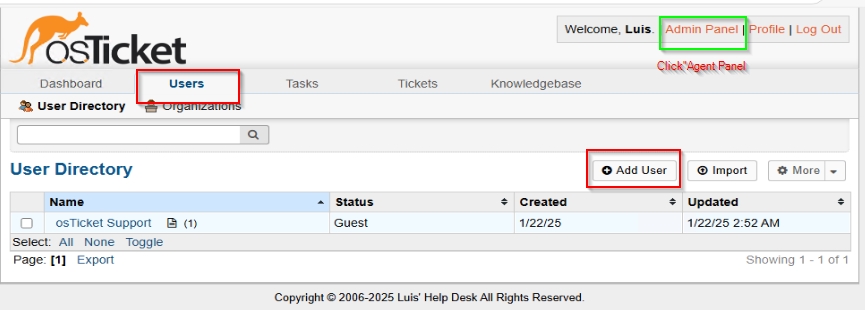 osTicket
Welcome, Luis. Admin Panel | Profile | Log Out
Click"Agent Panel
Dashboard Users Tasks Tickets Knowledgebase
User Directory Organizations
User Directory
Add User Import More
Name Status Created Updated
osTicket Support (1) Guest 1/22/25 1/22/25 2:52 AM
Select: All None Toggle
Page: [1] Export Showing 1 - 1 of 1
Copyright © 2006-2025 Luis' Help Desk All Rights Reserved.